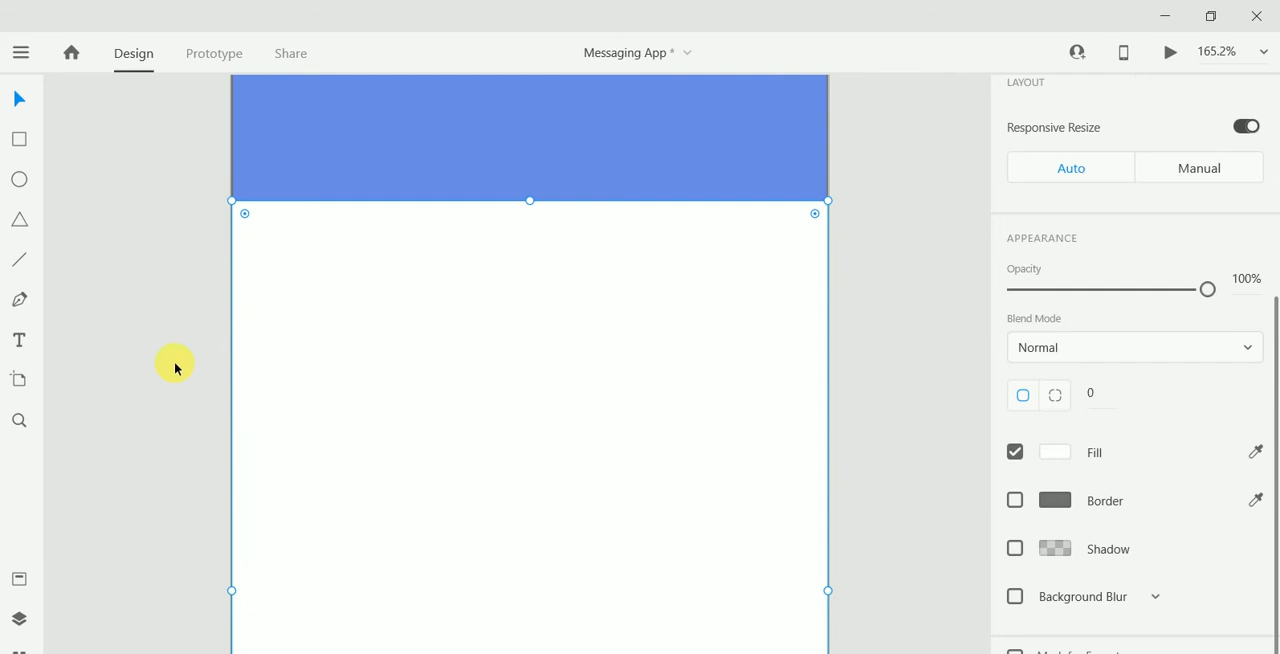 Design Prototype Share Messaging App * 165.2%
LAYOUT
Responsive Resize
Auto Manual
APPEARANCE
Opacity
100%
Blend Mode
Normal
0
Fill
Border
Shadow
Background Blur